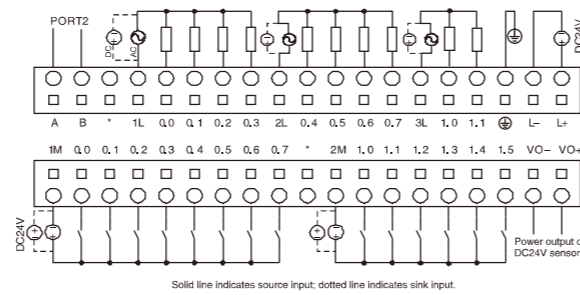 PORT2
DC
AC
DC24V
A B * 1L 0.0 0.1 0.2 0.3 2L 0.4 0.5 0.6 0.7 3L 1.0 1.1 L− L+
1M 0.0 0.1 0.2 0.3 0.4 0.5 0.6 0.7 * 2M 1.0 1.1 1.2 1.3 1.4 1.5 VO− VO+
DC24V
Power output o
DC24V sensor
Solid line indicates source input; dotted line indicates sink input.